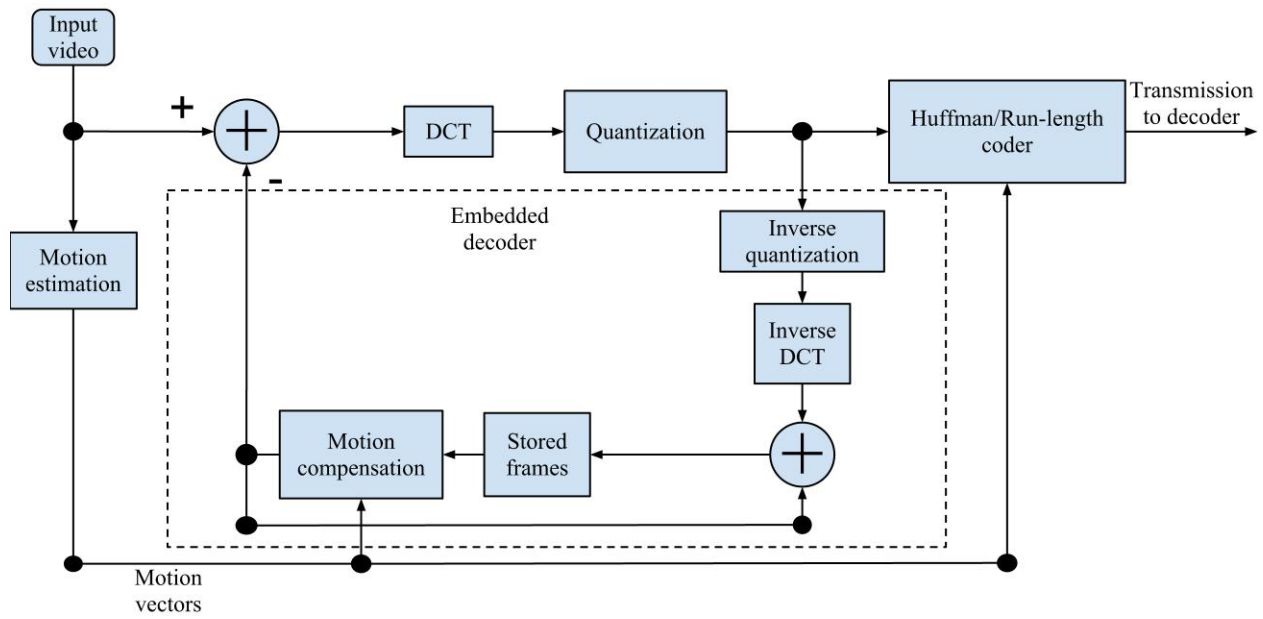 Input
video
+
-
DCT
Quantization
Huffman/Run-length
coder
Transmission
to decoder
Embedded
decoder
Motion
estimation
Inverse
quantization
Inverse
DCT
Motion
compensation
Stored
frames
Motion
vectors